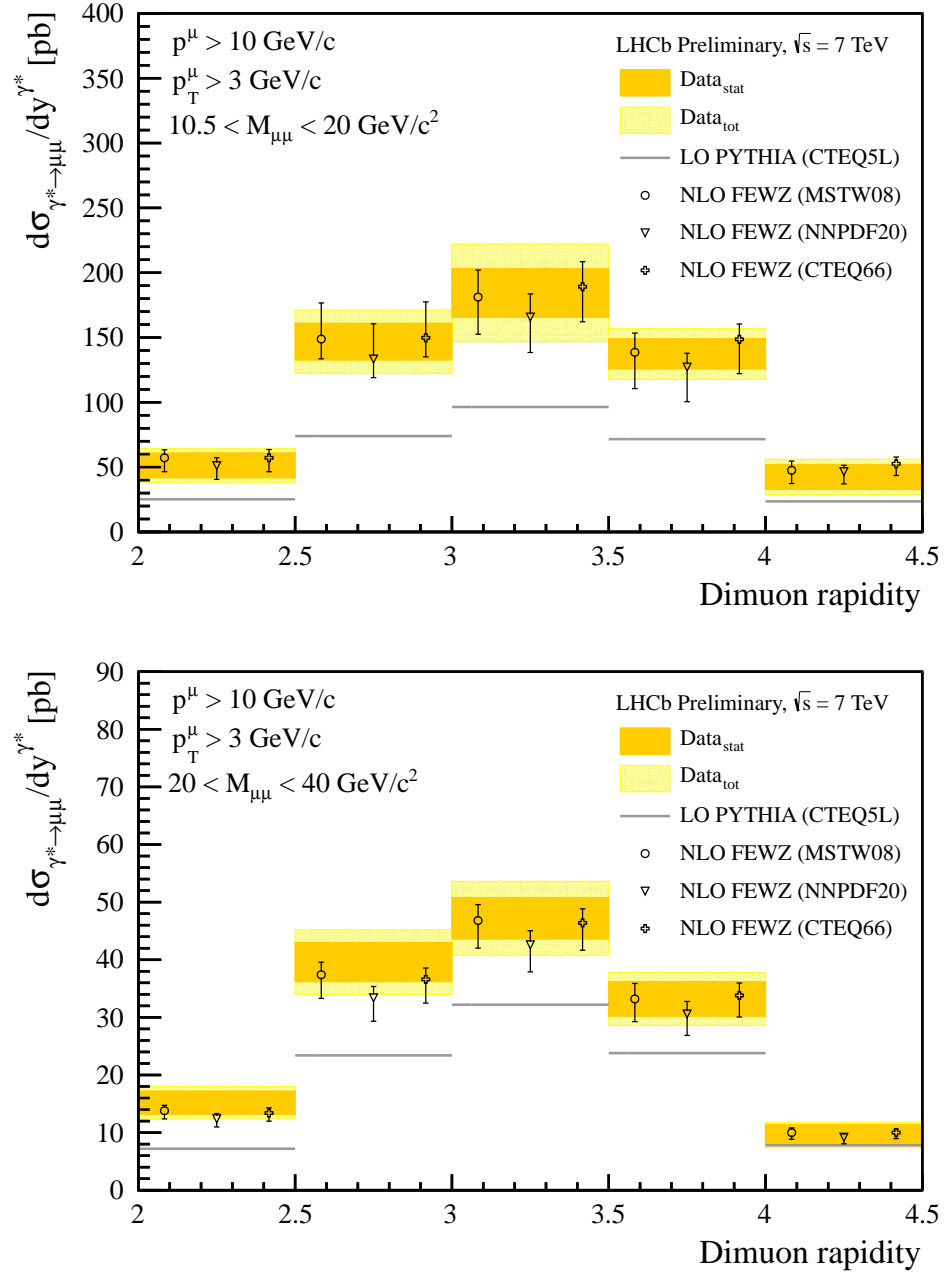 dσγ*→μμ/dyγ* [pb]
400
350
300
250
200
150
100
50
0
pμ > 10 GeV/c
pTμ > 3 GeV/c
10.5 < Mμμ < 20 GeV/c2
LHCb Preliminary, √s = 7 TeV
Datastat
Datatot
LO PYTHIA (CTEQ5L)
NLO FEWZ (MSTW08)
NLO FEWZ (NNPDF20)
NLO FEWZ (CTEQ66)
2 2.5 3 3.5 4 4.5
Dimuon rapidity
dσγ*→μμ/dyγ* [pb]
90
80
70
60
50
40
30
20
10
0
pμ > 10 GeV/c
pTμ > 3 GeV/c
20 < Mμμ < 40 GeV/c2
LHCb Preliminary, √s = 7 TeV
Datastat
Datatot
LO PYTHIA (CTEQ5L)
NLO FEWZ (MSTW08)
NLO FEWZ (NNPDF20)
NLO FEWZ (CTEQ66)
2 2.5 3 3.5 4 4.5
Dimuon rapidity